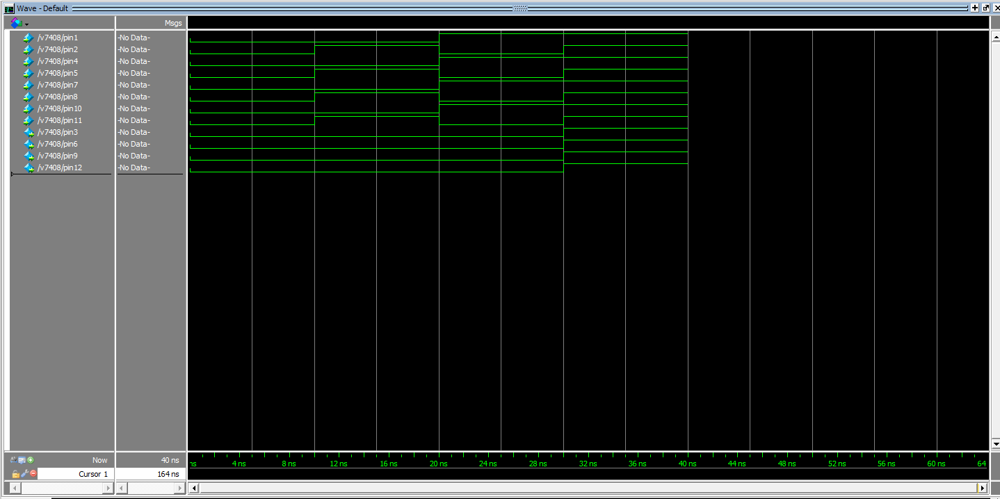 Wave - Default
Msgs
/v7408/pin1 -No Data-
/v7408/pin2 -No Data-
/v7408/pin4 -No Data-
/v7408/pin5 -No Data-
/v7408/pin7 -No Data-
/v7408/pin8 -No Data-
/v7408/pin10 -No Data-
/v7408/pin11 -No Data-
/v7408/pin3 -No Data-
/v7408/pin6 -No Data-
/v7408/pin9 -No Data-
/v7408/pin12 -No Data-
Now 40 ns ns 4 ns 8 ns 12 ns 16 ns 20 ns 24 ns 28 ns 32 ns 36 ns 40 ns 44 ns 48 ns 52 ns 56 ns 60 ns 64
Cursor 1 164 ns